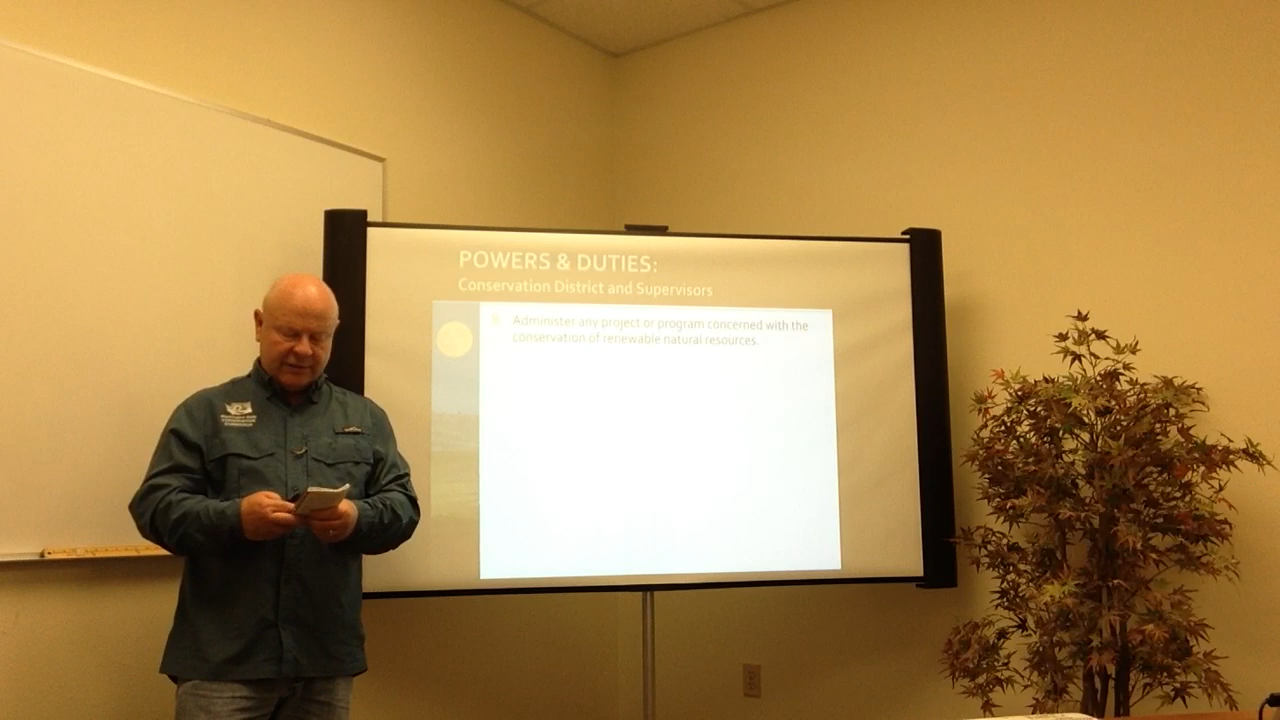 POWERS & DUTIES:
Conservation District and Supervisors
Administer any project or program concerned with the
conservation of renewable natural resources.